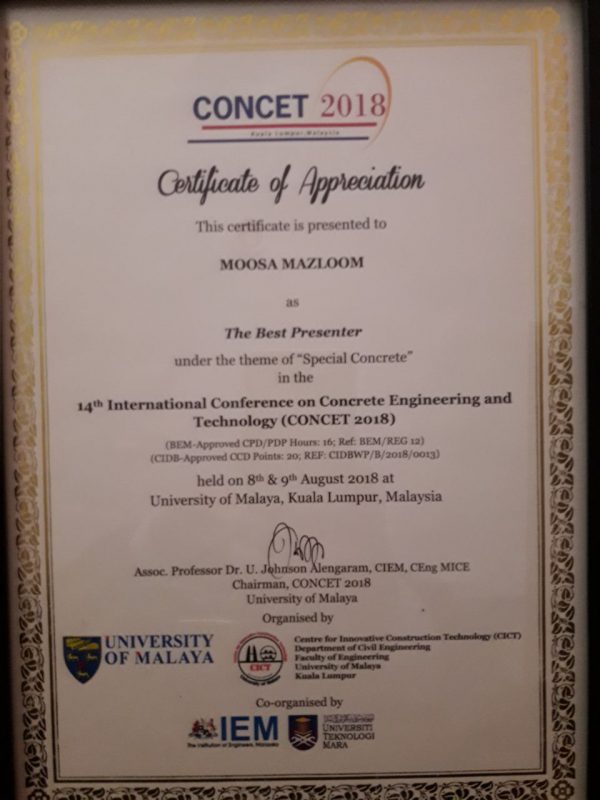 CONCET 2018
Kuala Lumpur, Malaysia
Certificate of Appreciation
This certificate is presented to
MOOSA MAZLOOM
as
The Best Presenter
under the theme of "Special Concrete"
in the
14th International Conference on Concrete Engineering and
Technology (CONCET 2018)
(BEM-Approved CPD/PDP Hours: 16; Ref: BEM/REG 12)
(CIDB-Approved CCD Points: 20; REF: CIDBWP/B/2018/0013)
held on 8th & 9th August 2018 at
University of Malaya, Kuala Lumpur, Malaysia
Assoc. Professor Dr. U. Johnson Alengaram, CIEM, CEng MICE
Chairman, CONCET 2018
University of Malaya
Organised by
UNIVERSITY
OF MALAYA
CICT
Centre for Innovative Construction Technology (CICT)
Department of Civil Engineering
Faculty of Engineering
University of Malaya
Kuala Lumpur
Co-organised by
IEM
The Institution of Engineers, Malaysia
UNIVERSITI
TEKNOLOGI
MARA